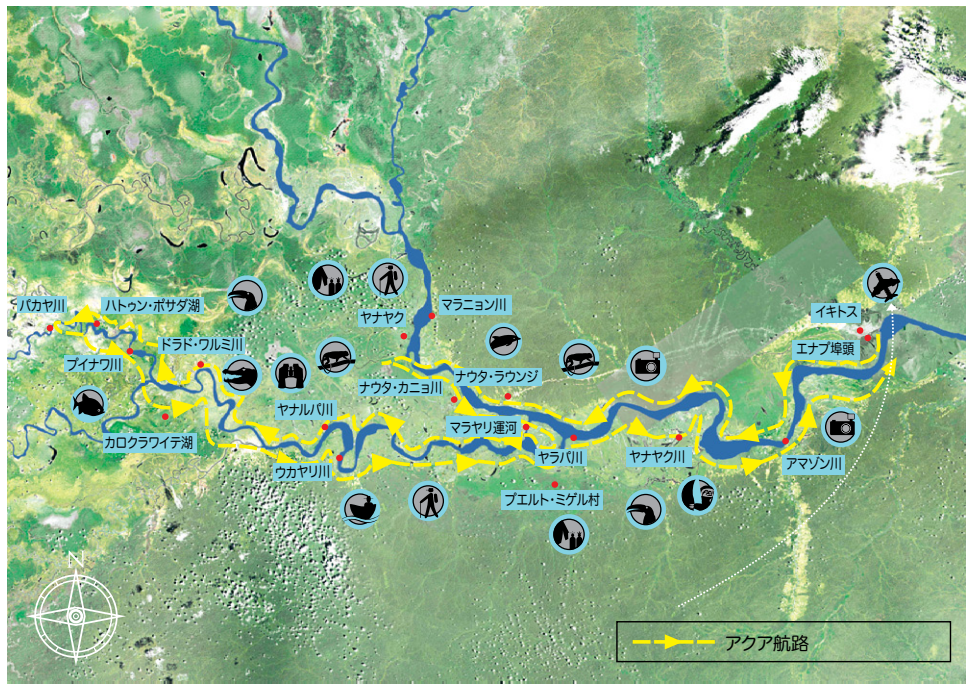 パカヤ川
ハトゥン・ポサダ湖
ヤナヤク
マラニョン川
イキトス
エナプ埠頭
プイナワ川
ドラド・ワルミ川
ナウタ・カニョ川
ナウタ・ラウンジ
カロクラワイテ湖
ヤナルパ川
マラヤリ運河
ウカヤリ川
ヤラパ川
ヤナヤク川
アマゾン川
プエルト・ミゲル村
N
アクア航路